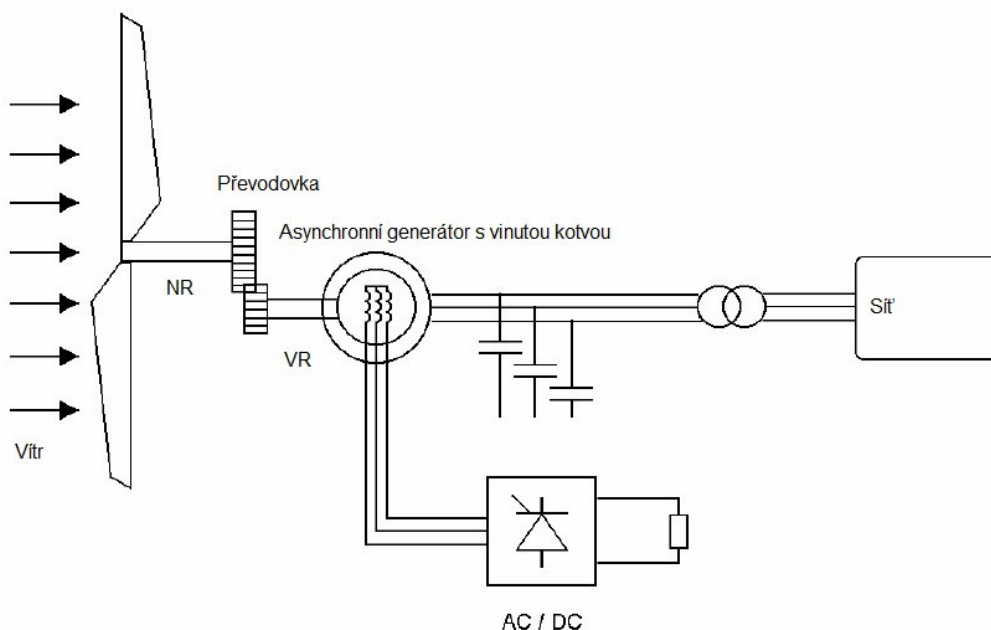 Převodovka
Asynchronní generátor s vinutou kotvou
NR
VR
Síť
Vítr
AC / DC